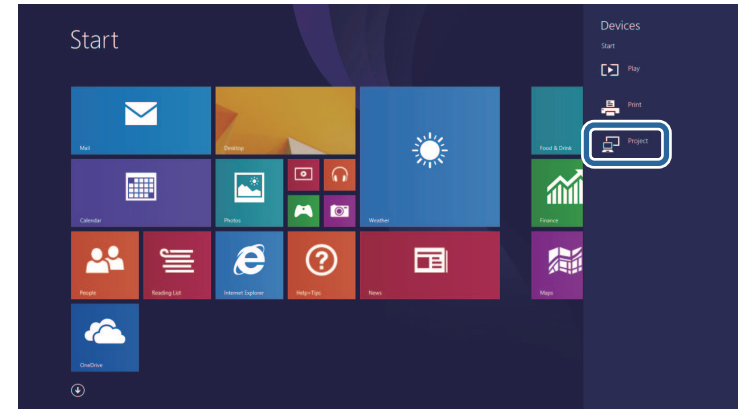 Start
Devices
Start
Play
Print
Project
Mail
Desktop
Food & Drink
Calendar
Photos
Weather
Finance
People
Reading List
Internet Explorer
Help+Tips
News
Maps
OneDrive